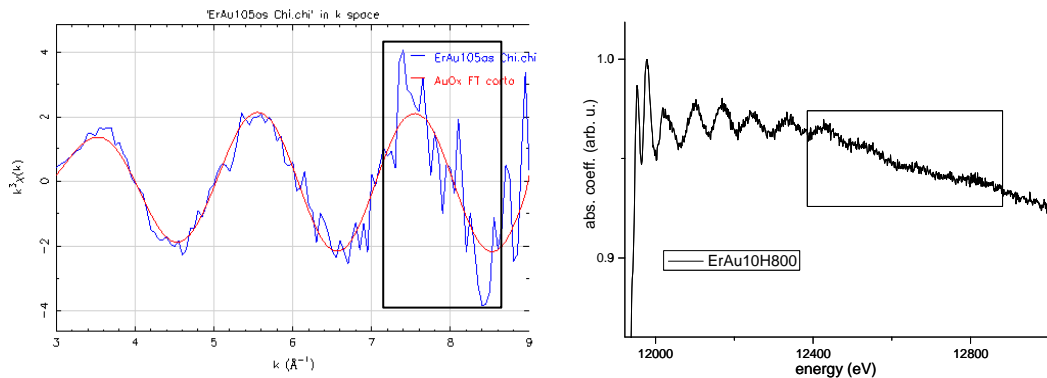 'ErAu105as Chi.chi' in k space
ErAu105as Chi.chi
AuOx FT corto
4
2
0
−2
−4
k³χ(k)
3 4 5 6 7 8 9
k (Å⁻¹)
1.0
0.9
abs. coeff. (arb. u.)
ErAu10H800
12000 12400 12800
energy (eV)